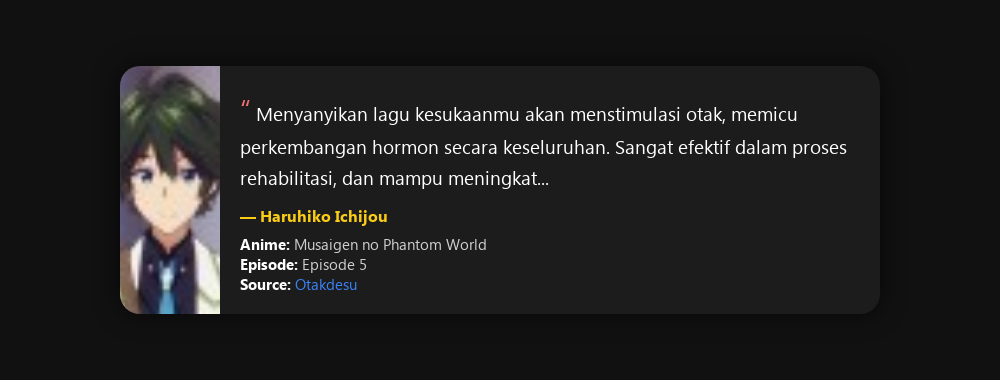 “ Menyanyikan lagu kesukaanmu akan menstimulasi otak, memicu
perkembangan hormon secara keseluruhan. Sangat efektif dalam proses
rehabilitasi, dan mampu meningkat...
— Haruhiko Ichijou
Anime: Musaigen no Phantom World
Episode: Episode 5
Source: Otakdesu